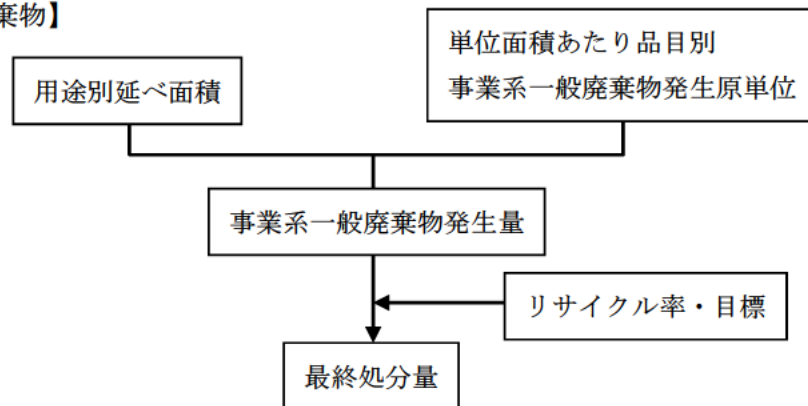 棄物】
単位面積あたり品目別
事業系一般廃棄物発生原単位
用途別延べ面積
事業系一般廃棄物発生量
リサイクル率・目標
最終処分量